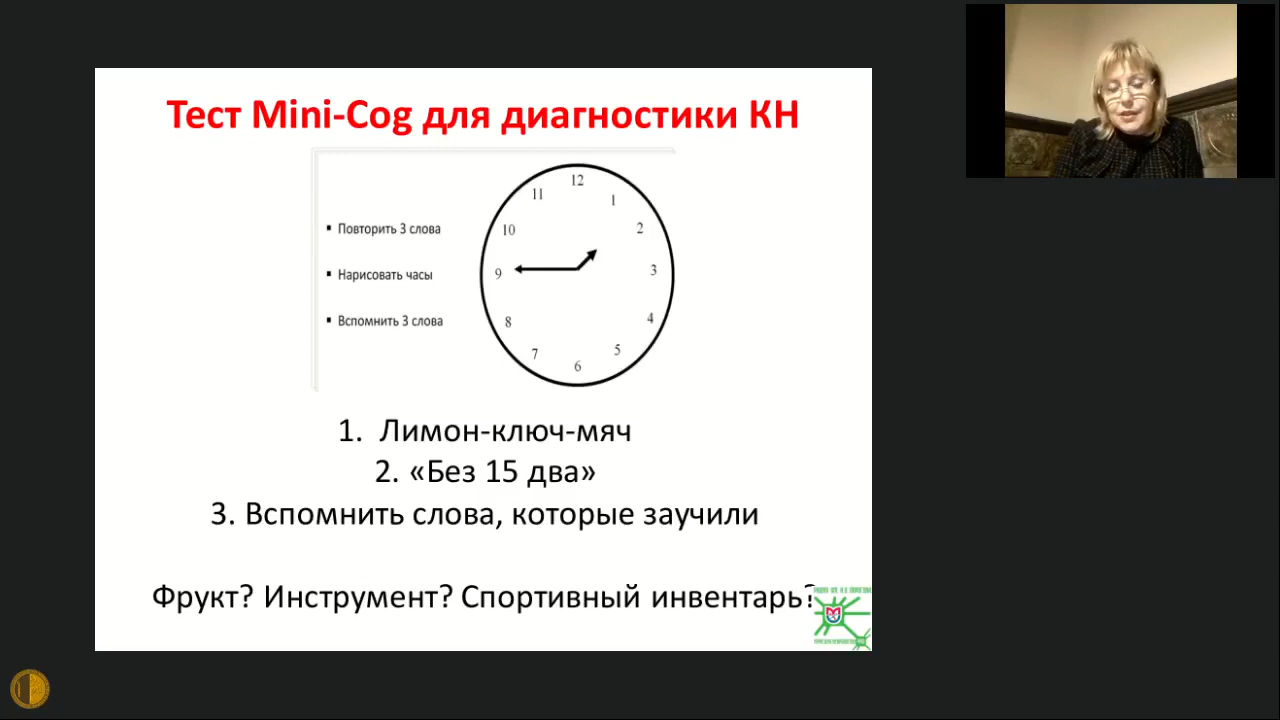 Тест Mini-Cog для диагностики КН
▪ Повторить 3 слова
▪ Нарисовать часы
▪ Вспомнить 3 слова
12
11
1
10
2
9
3
8
4
7
5
6
1. Лимон-ключ-мяч
2. «Без 15 два»
3. Вспомнить слова, которые заучили
Фрукт? Инструмент? Спортивный инвентарь?